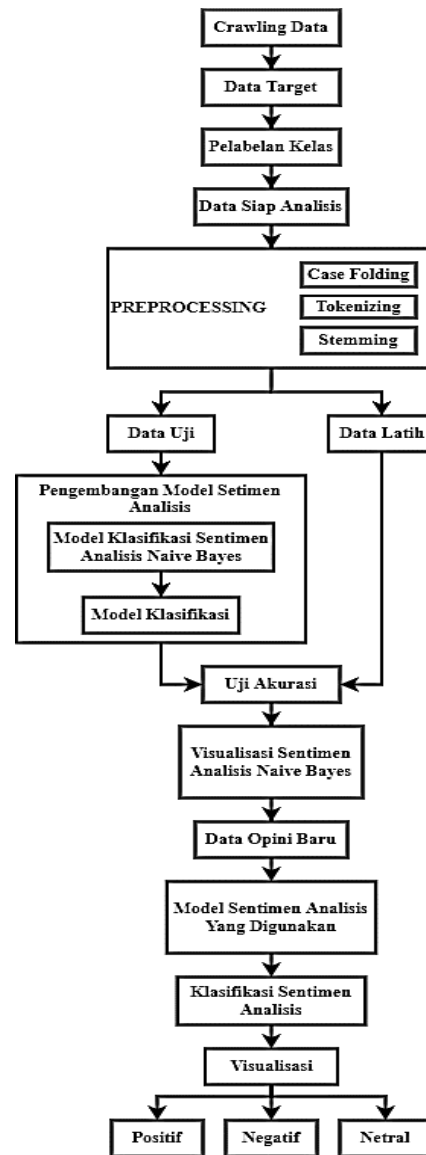 Crawling Data
Data Target
Pelabelan Kelas
Data Siap Analisis
PREPROCESSING
Case Folding
Tokenizing
Stemming
Data Uji
Data Latih
Pengembangan Model Setimen
Analisis
Model Klasifikasi Sentimen
Analisis Naive Bayes
Model Klasifikasi
Uji Akurasi
Visualisasi Sentimen
Analisis Naive Bayes
Data Opini Baru
Model Sentimen Analisis
Yang Digunakan
Klasifikasi Sentimen
Analisis
Visualisasi
Positif
Negatif
Netral